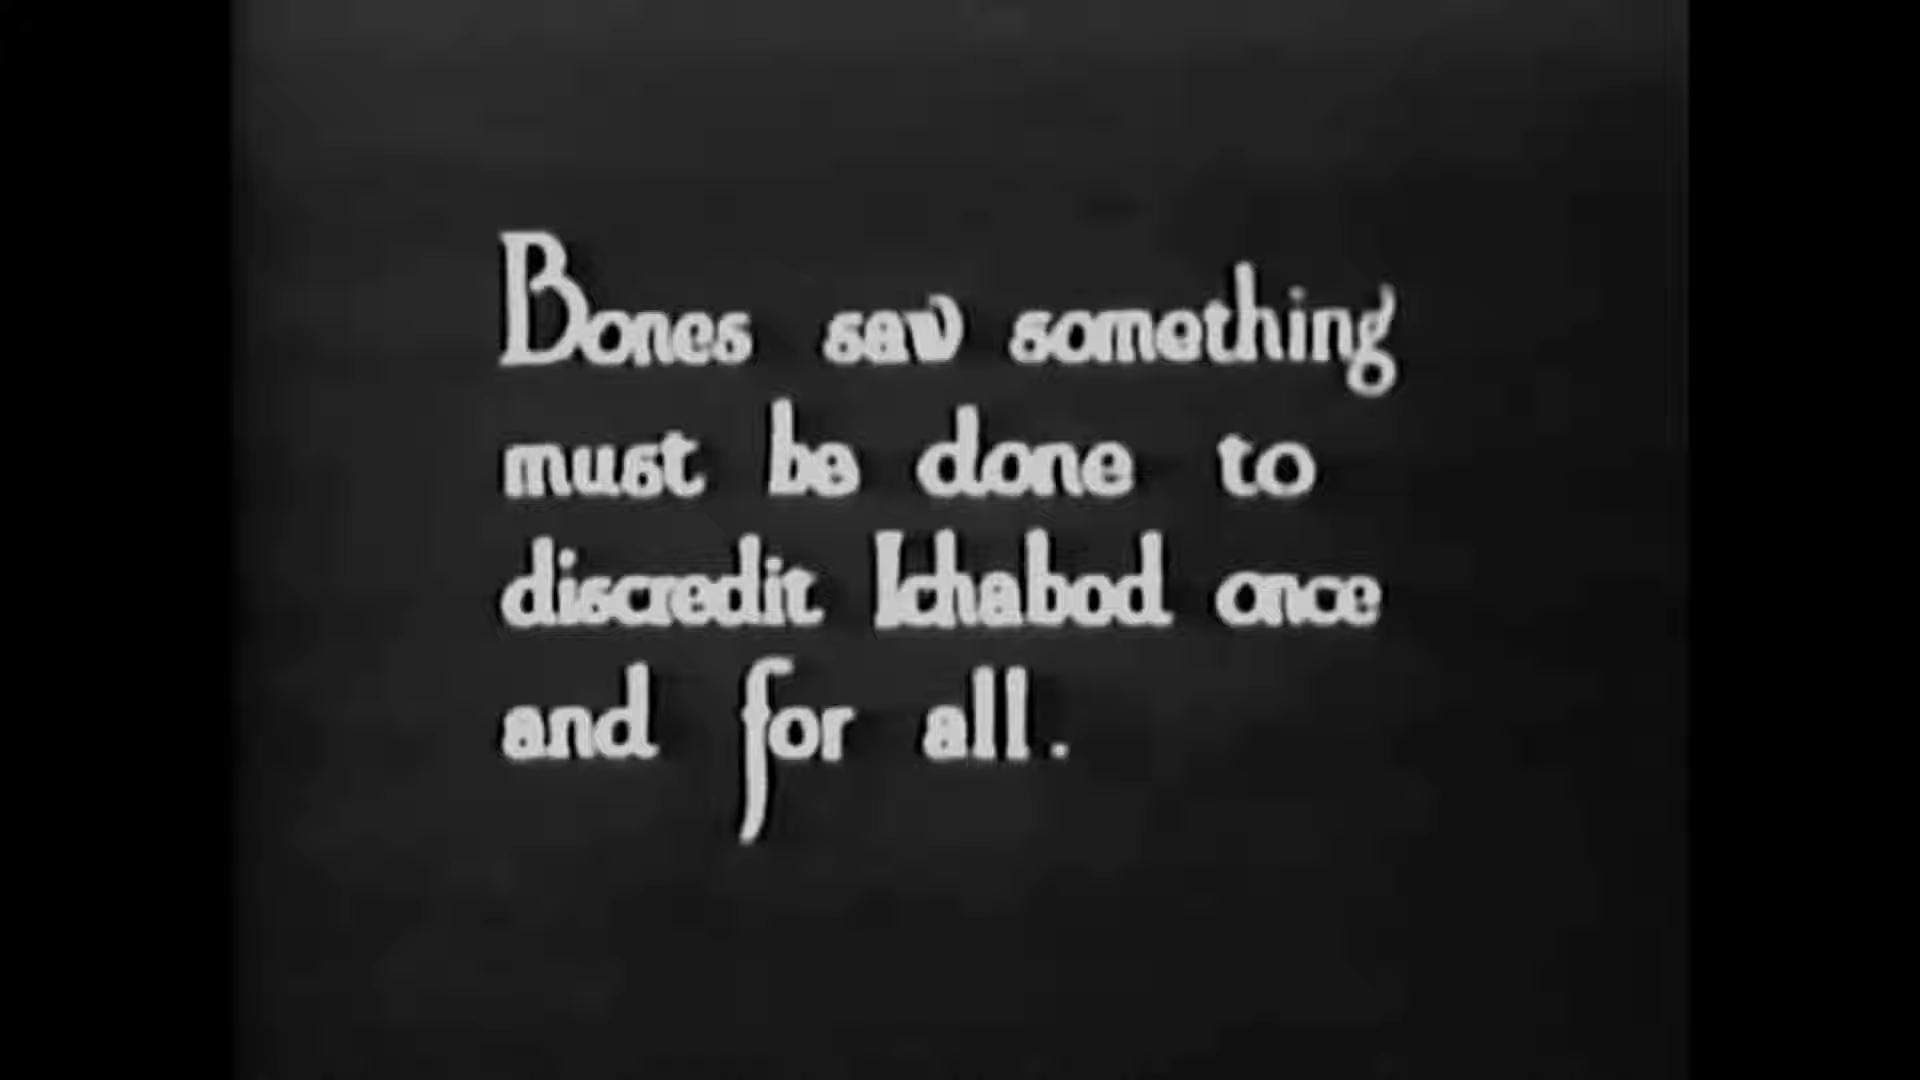 Bones saw something
must be done to
discredit Ichabod once
and for all.